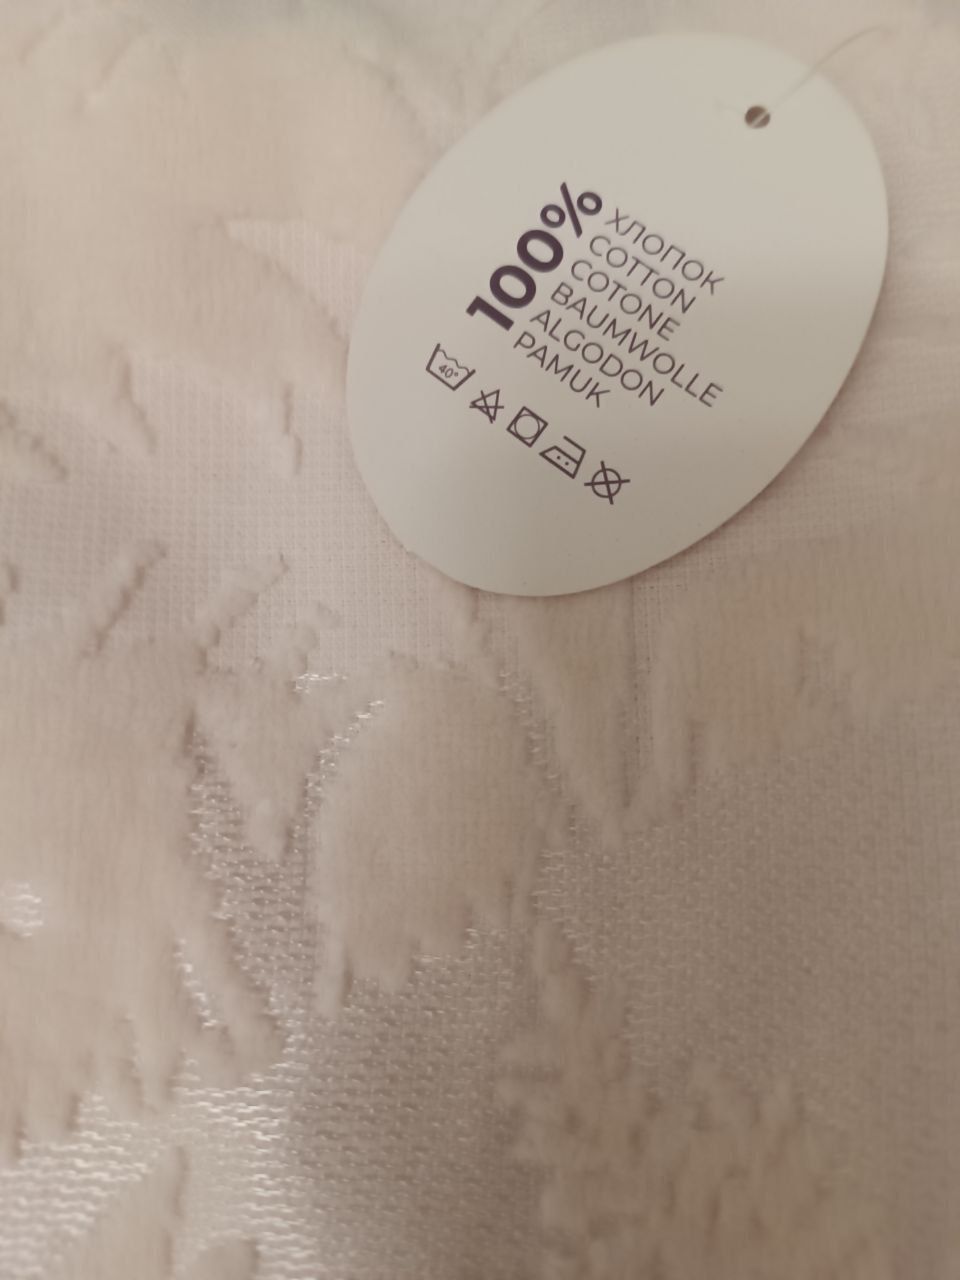 100%
ХЛОПОК
COTTON
COTONE
BAUMWOLLE
ALGODON
PAMUK
40°